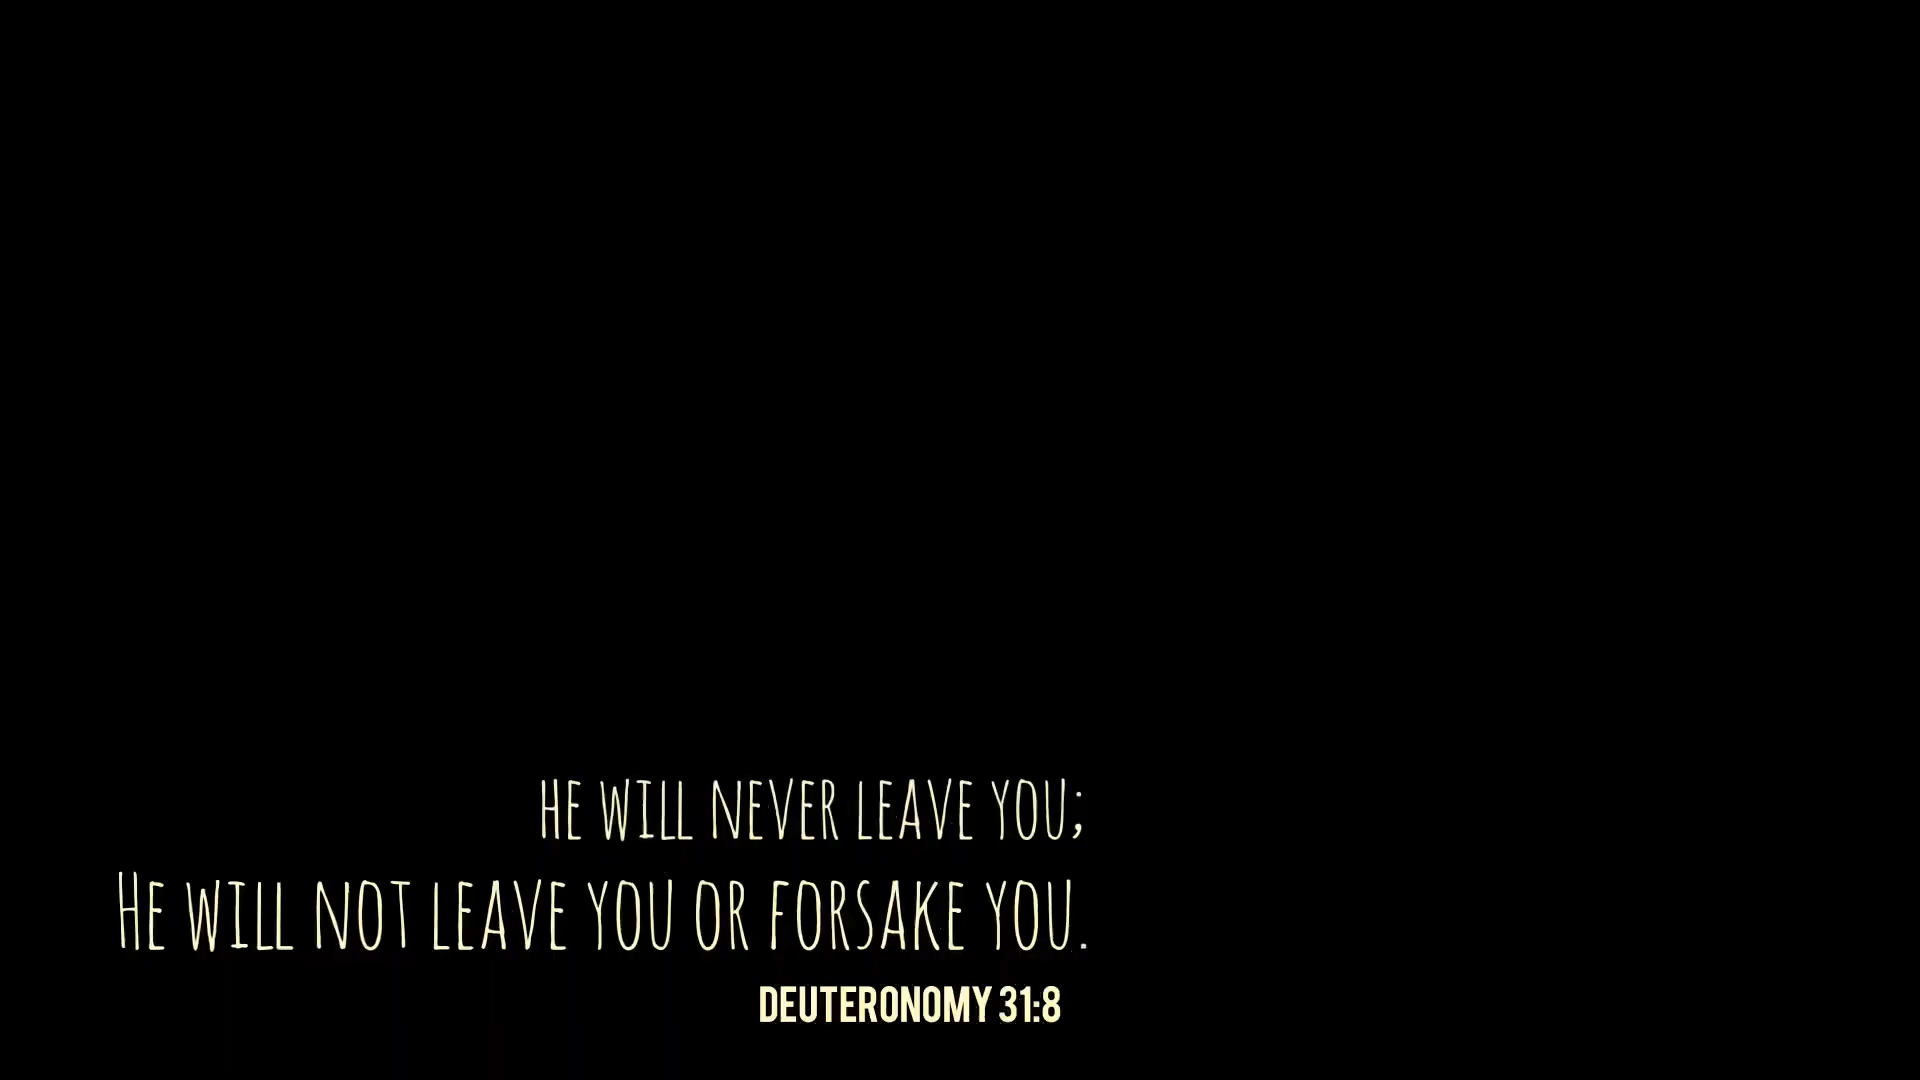 HE WILL NEVER LEAVE YOU;
HE WILL NOT LEAVE YOU OR FORSAKE YOU.
DEUTERONOMY 31:8